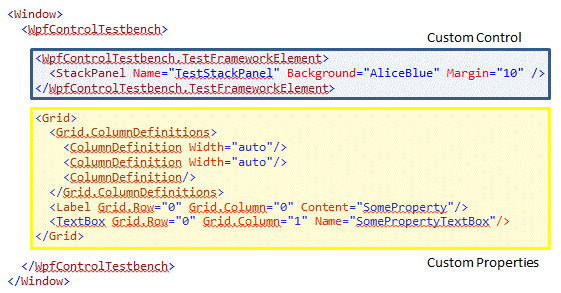 <Window>
<WpfControlTestbench>
Custom Control
<WpfControlTestbench.TestFrameworkElement>
<StackPanel Name="TestStackPanel" Background="AliceBlue" Margin="10" />
</WpfControlTestbench.TestFrameworkElement>
<Grid>
<Grid.ColumnDefinitions>
<ColumnDefinition Width="auto"/>
<ColumnDefinition Width="auto"/>
<ColumnDefinition/>
</Grid.ColumnDefinitions>
<Label Grid.Row="0" Grid.Column="0" Content="SomeProperty"/>
<TextBox Grid.Row="0" Grid.Column="1" Name="SomePropertyTextBox"/>
</Grid>
Custom Properties
</WpfControlTestbench>
</Window>